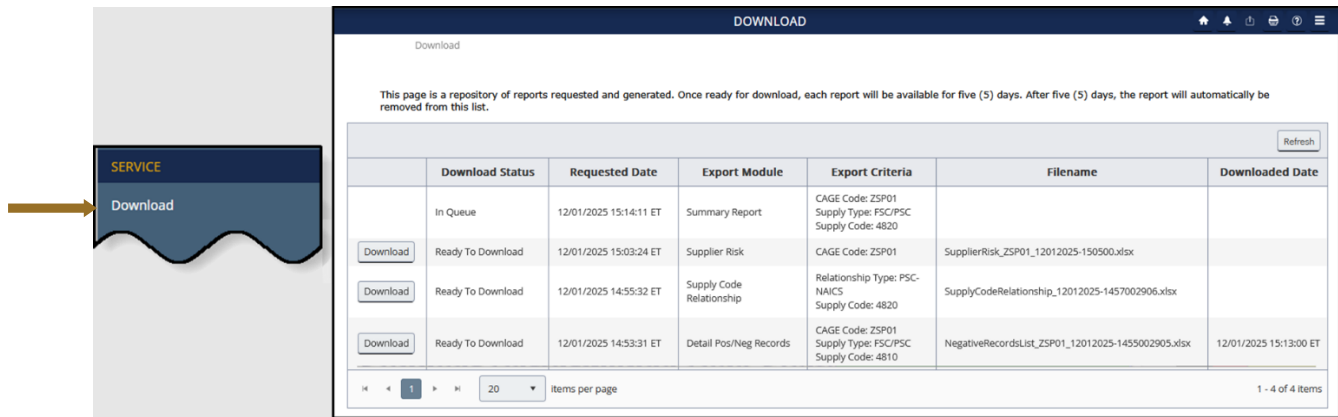 DOWNLOAD
Download
This page is a repository of reports requested and generated. Once ready for download, each report will be available for five (5) days. After five (5) days, the report will automatically be
removed from this list.
SERVICE
Download
Refresh
Download Status Requested Date Export Module Export Criteria Filename Downloaded Date
In Queue 12/01/2025 15:14:11 ET Summary Report CAGE Code: ZSP01
Supply Type: FSC/PSC
Supply Code: 4820
Download Ready To Download 12/01/2025 15:03:24 ET Supplier Risk CAGE Code: ZSP01 SupplierRisk_ZSP01_12012025-150500.xlsx
Download Ready To Download 12/01/2025 14:55:32 ET Supply Code
Relationship Relationship Type: PSC-
NAICS
Supply Code: 4820 SupplyCodeRelationship_12012025-1457002906.xlsx
Download Ready To Download 12/01/2025 14:53:31 ET Detail Pos/Neg Records CAGE Code: ZSP01
Supply Type: FSC/PSC
Supply Code: 4810 NegativeRecordsList_ZSP01_12012025-1455002905.xlsx 12/01/2025 15:13:00 ET
1 20 items per page 1 - 4 of 4 items